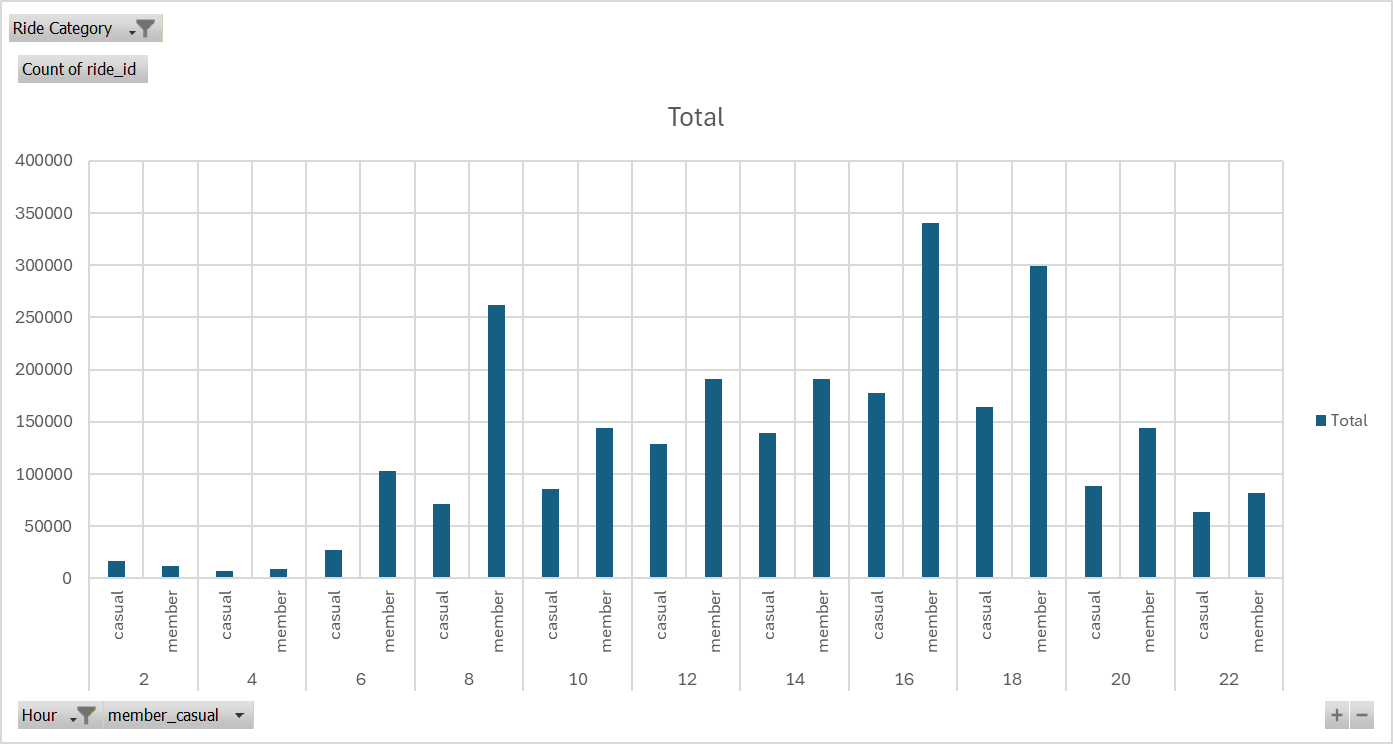 Ride Category
Count of ride_id
Total
400000
350000
300000
250000
200000
150000
100000
50000
0
Total
casual member casual member casual member casual member casual member casual member casual member casual member casual member casual member casual member
2 4 6 8 10 12 14 16 18 20 22
Hour member_casual
+ −